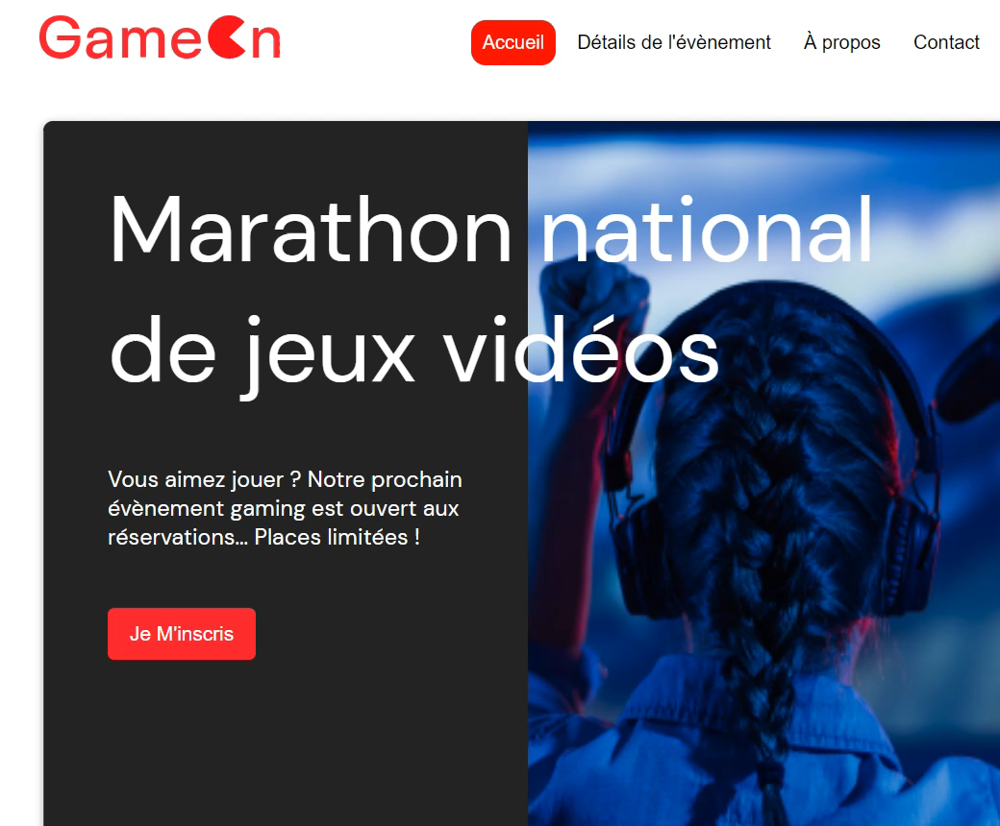 GameOn
Accueil Détails de l'évènement À propos Contact
Marathon national
de jeux vidéos
Vous aimez jouer ? Notre prochain
évènement gaming est ouvert aux
réservations... Places limitées !
Je M'inscris